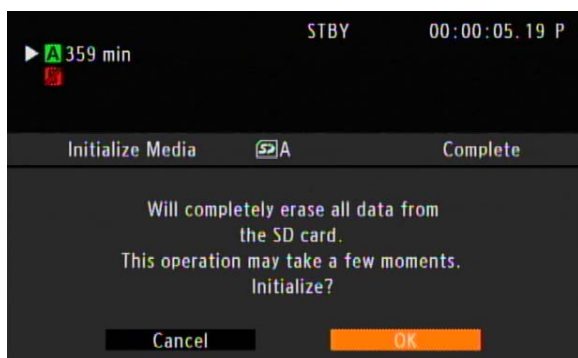 STBY 00:00:05.19 P
A 359 min
Initialize Media SD A Complete
Will completely erase all data from
the SD card.
This operation may take a few moments.
Initialize?
Cancel OK